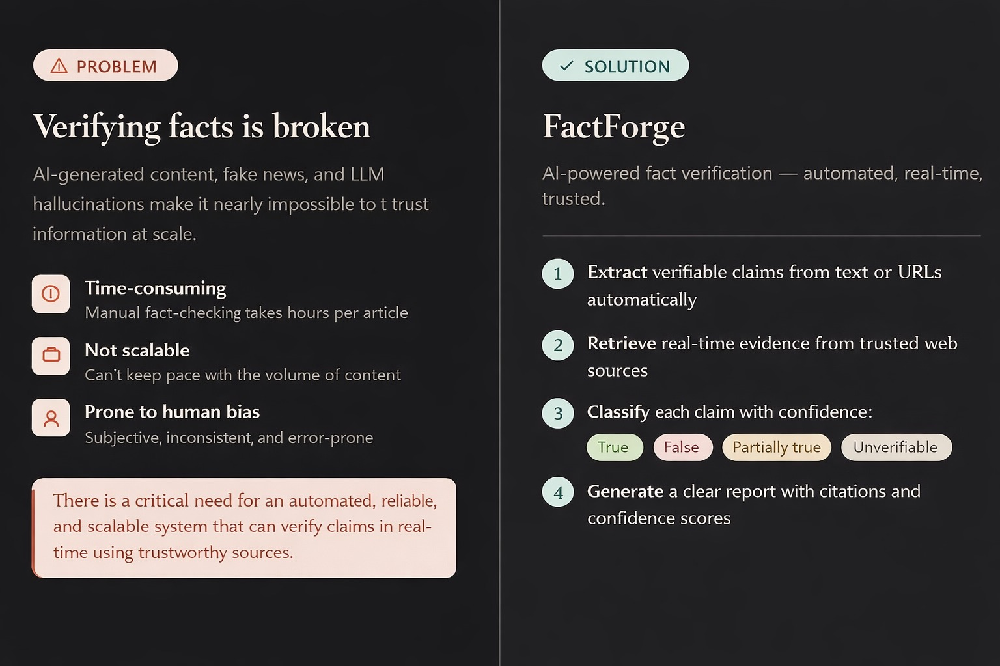 PROBLEM
Verifying facts is broken
AI-generated content, fake news, and LLM
hallucinations make it nearly impossible to t trust
information at scale.
Time-consuming
Manual fact-checking takes hours per article
Not scalable
Can't keep pace with the volume of content
Prone to human bias
Subjective, inconsistent, and error-prone
There is a critical need for an automated, reliable,
and scalable system that can verify claims in real-
time using trustworthy sources.
SOLUTION
FactForge
AI-powered fact verification — automated, real-time,
trusted.
1 Extract verifiable claims from text or URLs
automatically
2 Retrieve real-time evidence from trusted web
sources
3 Classify each claim with confidence:
True False Partially true Unverifiable
4 Generate a clear report with citations and
confidence scores